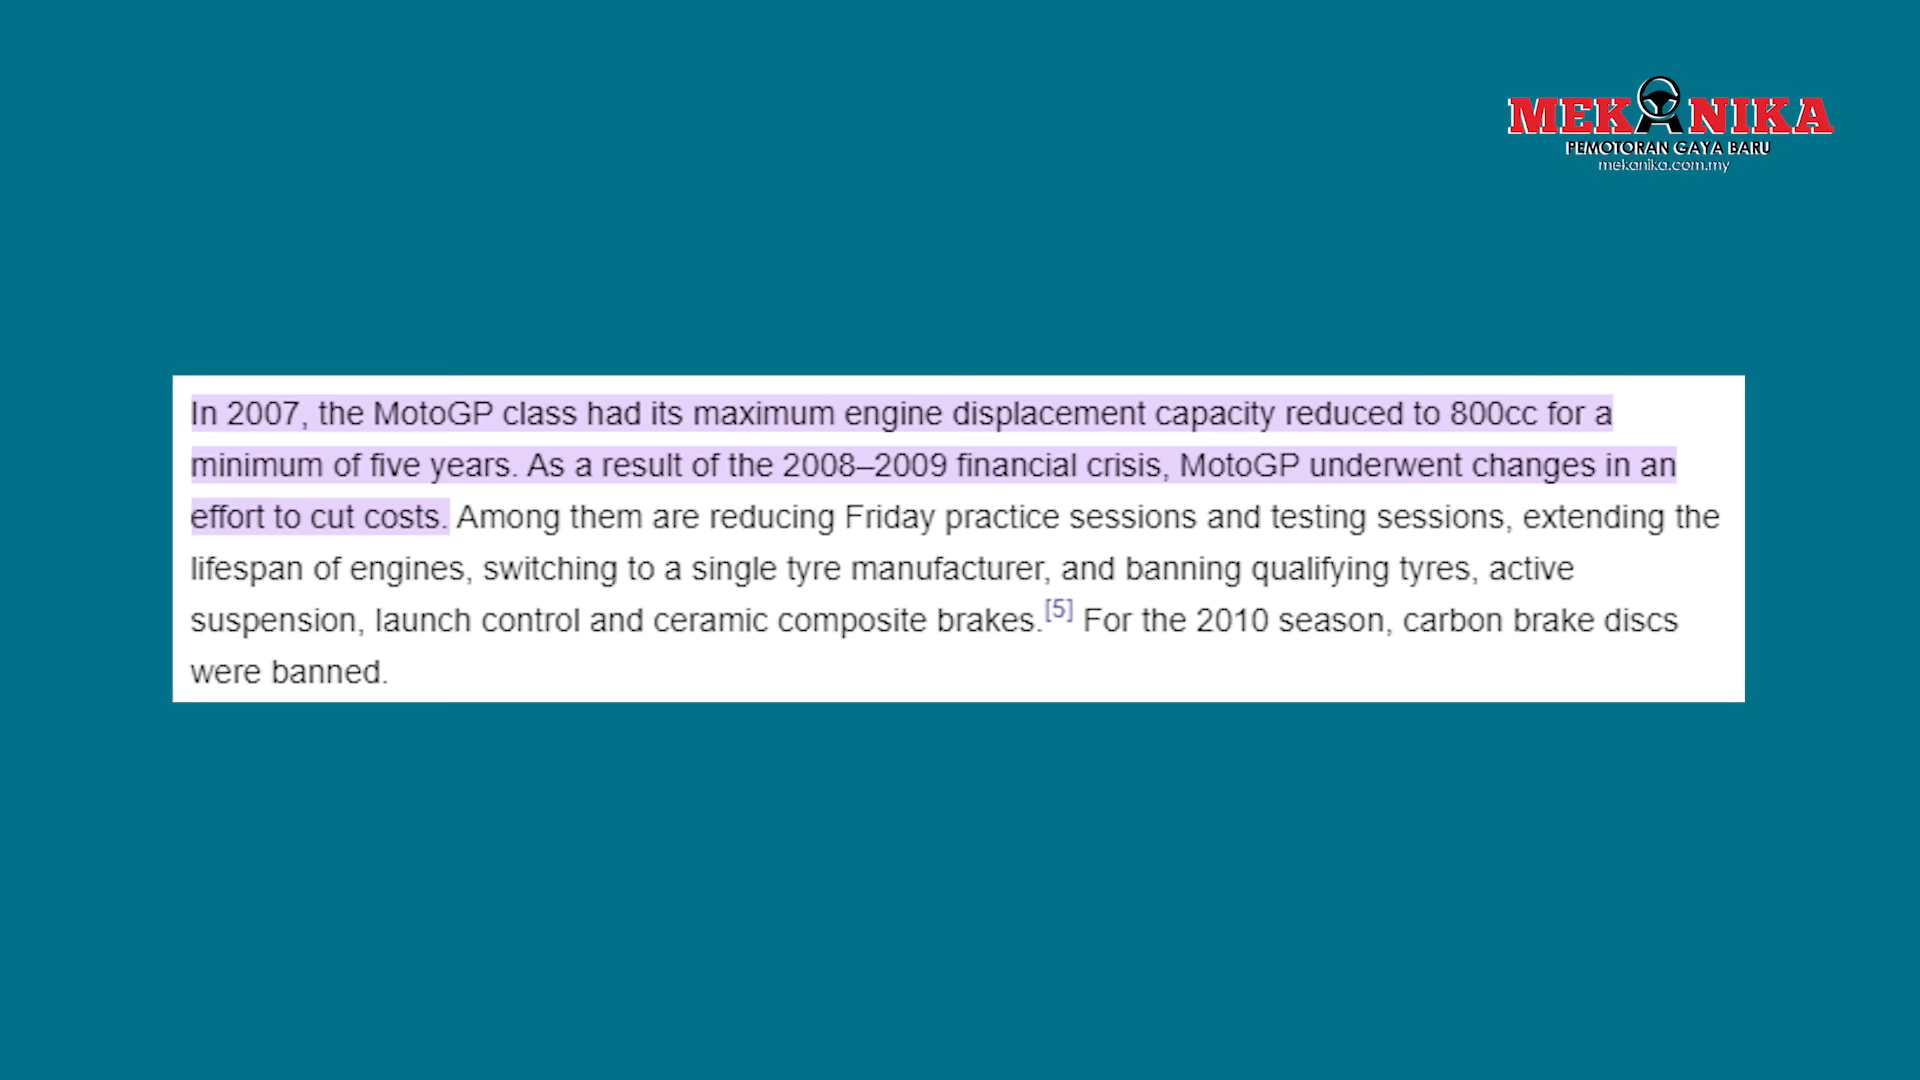 MEKANIKA
PEMOTORAN GAYA BARU
mekanika.com.my
In 2007, the MotoGP class had its maximum engine displacement capacity reduced to 800cc for a
minimum of five years. As a result of the 2008–2009 financial crisis, MotoGP underwent changes in an
effort to cut costs. Among them are reducing Friday practice sessions and testing sessions, extending the
lifespan of engines, switching to a single tyre manufacturer, and banning qualifying tyres, active
suspension, launch control and ceramic composite brakes.[5] For the 2010 season, carbon brake discs
were banned.